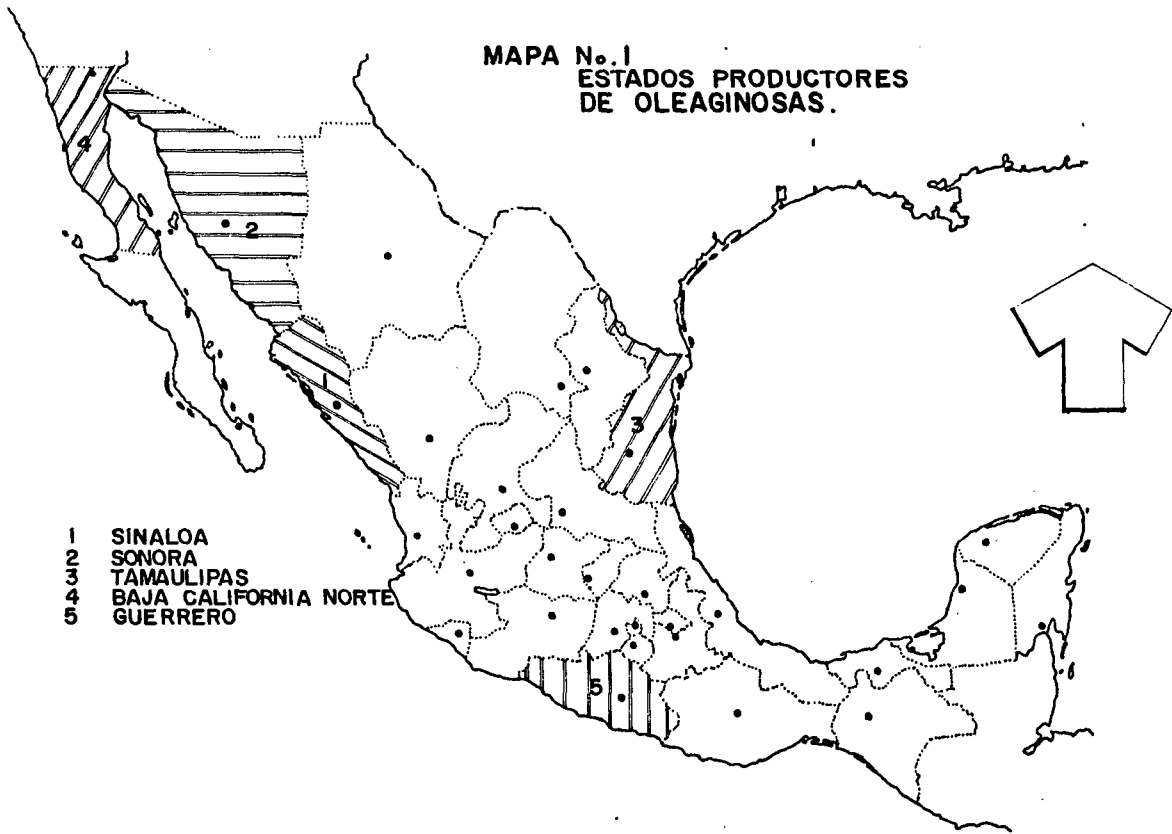 MAPA No.1
ESTADOS PRODUCTORES
DE OLEAGINOSAS.
4
2
1
3
5
1 SINALOA
2 SONORA
3 TAMAULIPAS
4 BAJA CALIFORNIA NORTE
5 GUERRERO